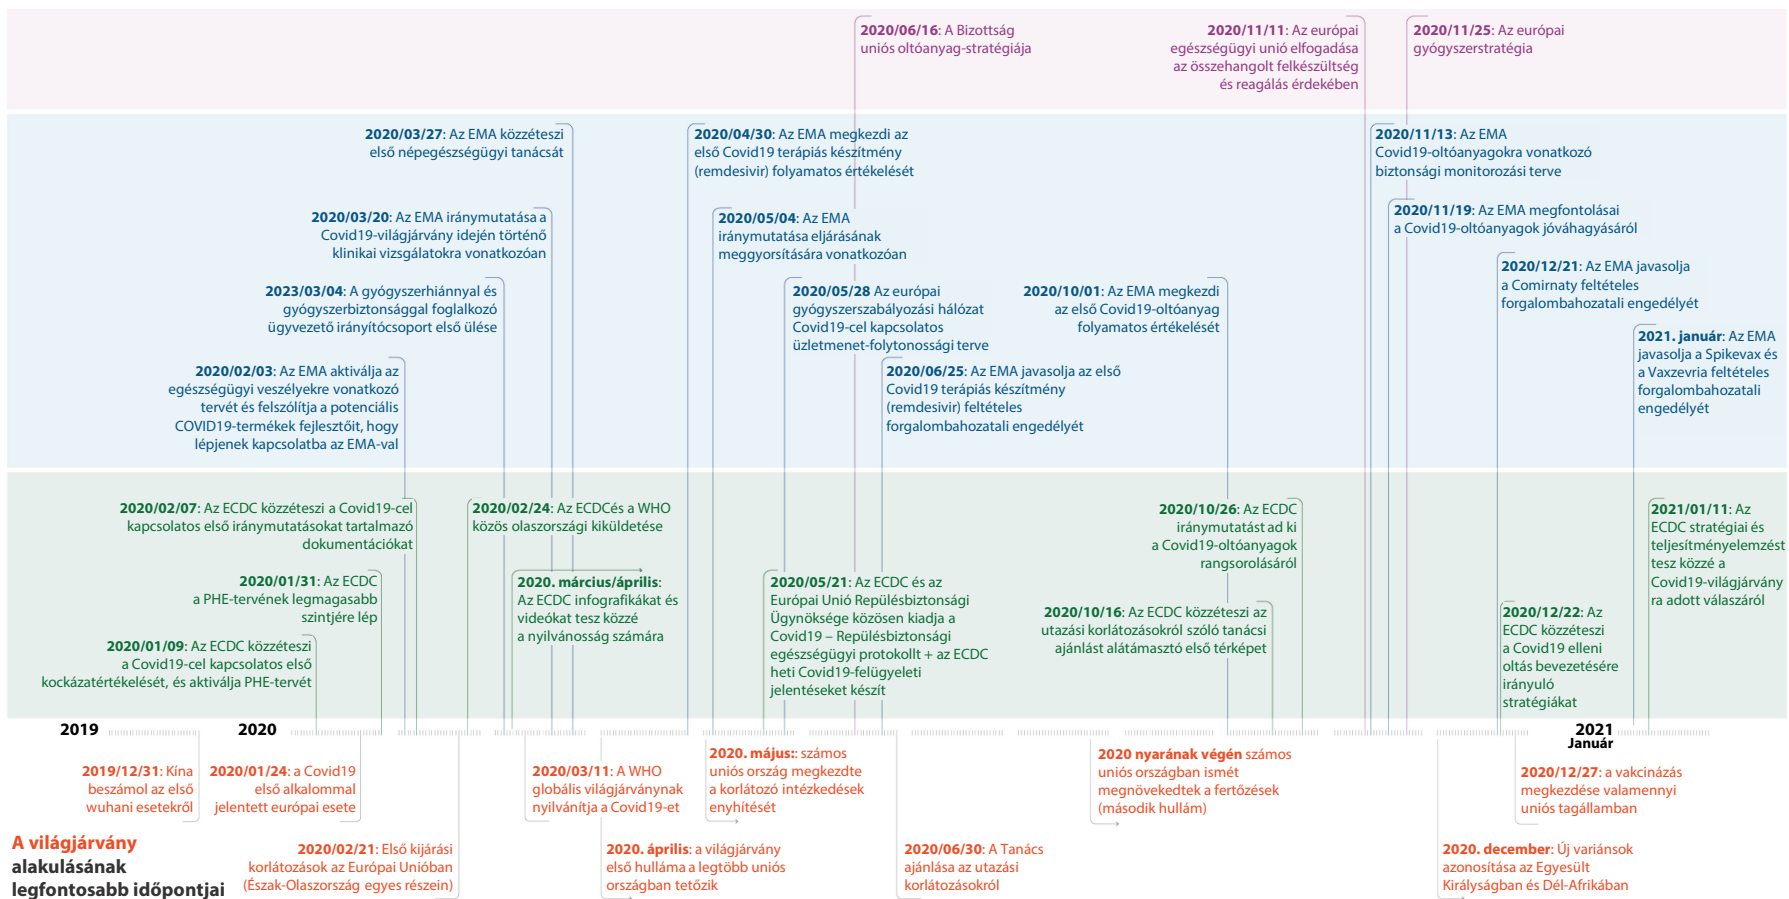 2020/06/16: A Bizottság
uniós oltóanyag-stratégiája
2020/11/11: Az európai
egészségügyi unió elfogadása
az összehangolt felkészültség
és reagálás érdekében
2020/11/25: Az európai
gyógyszerstratégia
2020/03/27: Az EMA közzéteszi
első népegészségügyi tanácsát
2020/04/30: Az EMA megkezdi az
első Covid19 terápiás készítmény
(remdesivir) folyamatos értékelését
2020/11/13: Az EMA
Covid19-oltóanyagokra vonatkozó
biztonsági monitorozási terve
2020/03/20: Az EMA iránymutatása a
Covid19-világjárvány idején történő
klinikai vizsgálatokra vonatkozóan
2020/05/04: Az EMA
iránymutatása eljárásának
meggyorsítására vonatkozóan
2020/11/19: Az EMA megfontolásai
a Covid19-oltóanyagok jóváhagyásáról
2020/12/21: Az EMA javasolja
a Comirnaty feltételes
forgalombahozatali engedélyét
2023/03/04: A gyógyszerhiánnyal és
gyógyszerbiztonsággal foglalkozó
ügyvezető irányítócsoport első ülése
2020/05/28 Az európai
gyógyszerszabályozási hálózat
Covid19-cel kapcsolatos
üzletmenet-folytonossági terve
2020/10/01: Az EMA megkezdi
az első Covid19-oltóanyag
folyamatos értékelését
2021. január: Az EMA
javasolja a Spikevax és
a Vaxzevria feltételes
forgalombahozatali
engedélyét
2020/02/03: Az EMA aktiválja az
egészségügyi veszélyekre vonatkozó
tervét és felszólítja a potenciális
COVID19-termékek fejlesztőit, hogy
lépjenek kapcsolatba az EMA-val
2020/06/25: Az EMA javasolja az első
Covid19 terápiás készítmény
(remdesivir) feltételes
forgalombahozatali engedélyét
2020/02/07: Az ECDC közzéteszi a Covid19-cel
kapcsolatos első iránymutatásokat tartalmazó
dokumentációkat
2020/02/24: Az ECDCés a WHO
közös olaszországi kiküldetése
2020/10/26: Az ECDC
iránymutatást ad ki
a Covid19-oltóanyagok
rangsorolásáról
2021/01/11: Az
ECDC stratégiai és
teljesítményelemzést
tesz közzé a
Covid19-világjárvány
ra adott válaszáról
2020/01/31: Az ECDC
a PHE-tervének legmagasabb
szintjére lép
2020. március/április:
Az ECDC infografikákat és
videókat tesz közzé
a nyilvánosság számára
2020/05/21: Az ECDC és az
Európai Unió Repülésbiztonsági
Ügynöksége közösen kiadja a
Covid19 – Repülésbiztonsági
egészségügyi protokollt + az ECDC
heti Covid19-felügyeleti
jelentéseket készít
2020/10/16: Az ECDC közzéteszi az
utazási korlátozásokról szóló tanácsi
ajánlást alátámasztó első térképet
2020/12/22: Az
ECDC közzéteszi
a Covid19 elleni
oltás bevezetésére
irányuló
stratégiákat
2020/01/09: Az ECDC közzéteszi
a Covid19-cel kapcsolatos első
kockázatértékelését, és aktiválja PHE-tervét
2019
2020
2021
Január
2019/12/31: Kína
beszámol az első
wuhani esetekről
2020/01/24: a Covid19
első alkalommal
jelentett európai esete
2020/03/11: A WHO
globális világjárványnak
nyilvánítja a Covid19-et
2020. május:: számos
uniós ország megkezdte
a korlátozó intézkedések
enyhítését
2020 nyarának végén számos
uniós országban ismét
megnövekedtek a fertőzések
(második hullám)
2020/12/27: a vakcinázás
megkezdése valamennyi
uniós tagállamban
A világjárvány
alakulásának
legfontosabb időpontjai
2020/02/21: Első kijárási
korlátozások az Európai Unióban
(Észak-Olaszország egyes részein)
2020. április: a világjárvány
első hulláma a legtöbb uniós
országban tetőzik
2020/06/30: A Tanács
ajánlása az utazási
korlátozásokról
2020. december: Új variánsok
azonosítása az Egyesült
Királyságban és Dél-Afrikában